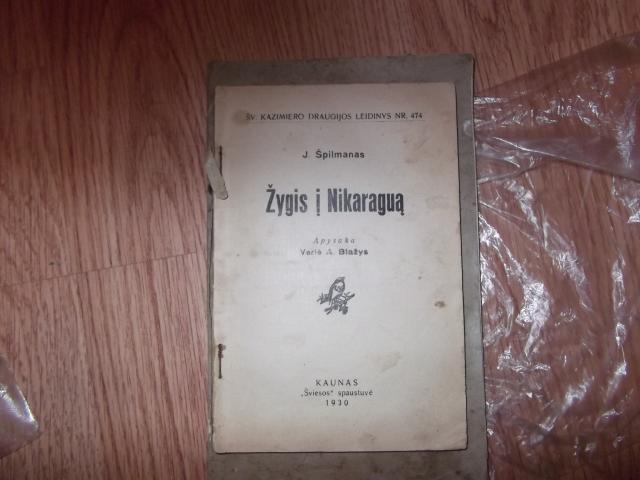 ŠV. KAZIMIERO DRAUGIJOS LEIDINYS NR. 474
J. Špilmanas
Žygis į Nikaraguą
Apysaka
Vertė A. Blažys
KAUNAS
„Šviesos“ spaustuvė
1930